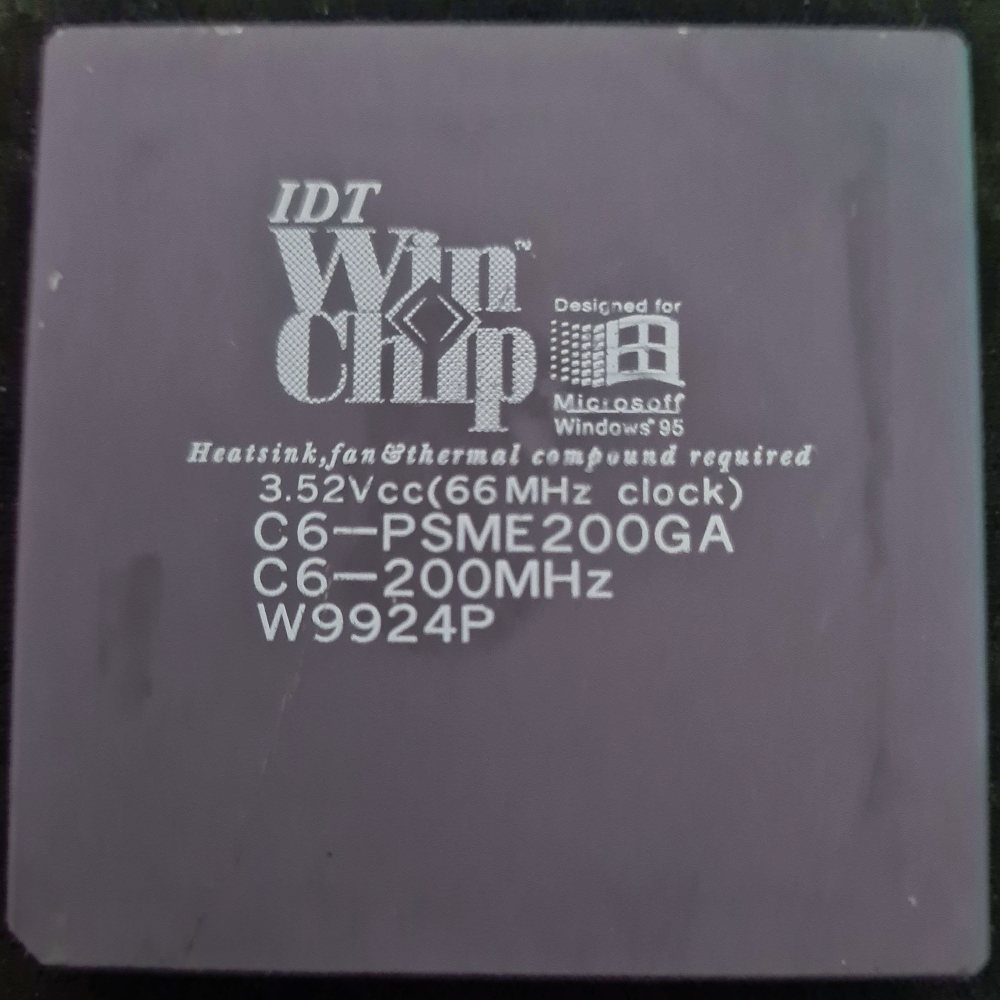 IDT
WinChip™
Designed for
Microsoft
Windows® 95
Heatsink,fan&thermal compound required
3.52Vcc(66MHz clock)
C6-PSME200GA
C6-200MHz
W9924P